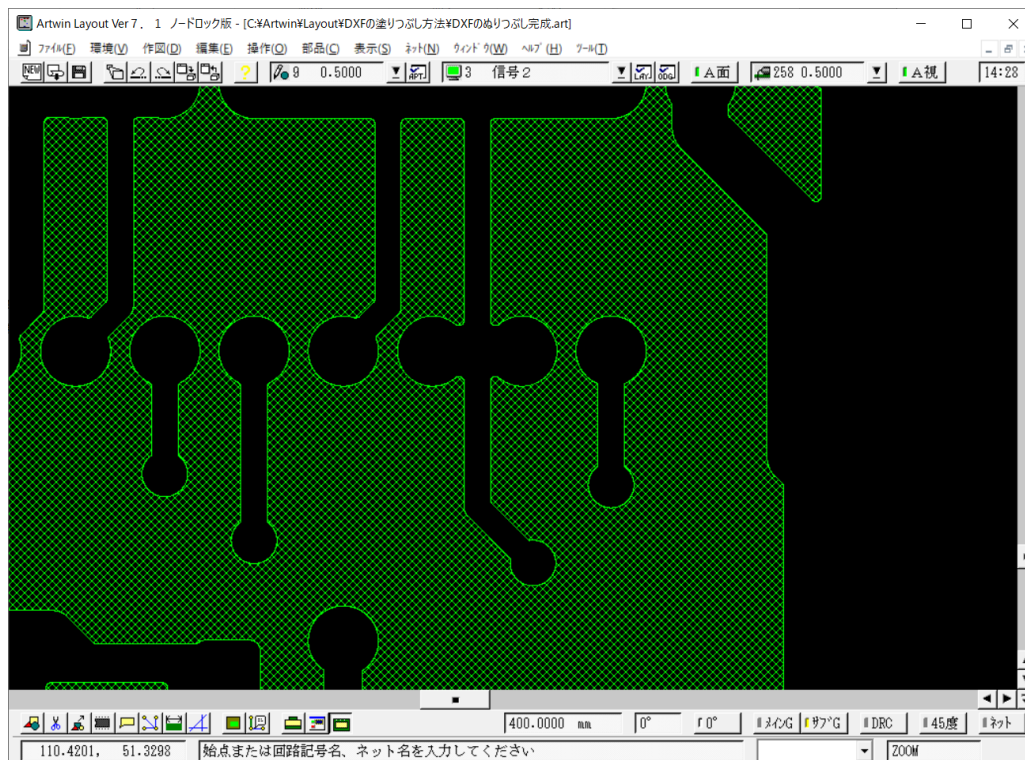 Artwin Layout Ver 7. 1 ノードロック版 - [C:¥Artwin¥Layout¥DXFの塗りつぶし方法¥DXFのぬりつぶし完成.art]
ファイル(F) 環境(V) 作図(D) 編集(E) 操作(O) 部品(C) 表示(S) ネット(N) ウィンドウ(W) ヘルプ(H) ツール(T)
NEW ? 9 0.5000 APT. 3 信号２ LAY. ODG. A面 258 0.5000 A視 14:28
400.0000 mm 0° r 0° メインG サブG DRC 45度 ネット
110.4201, 51.3298 始点または回路記号名、ネット名を入力してください ZOOM